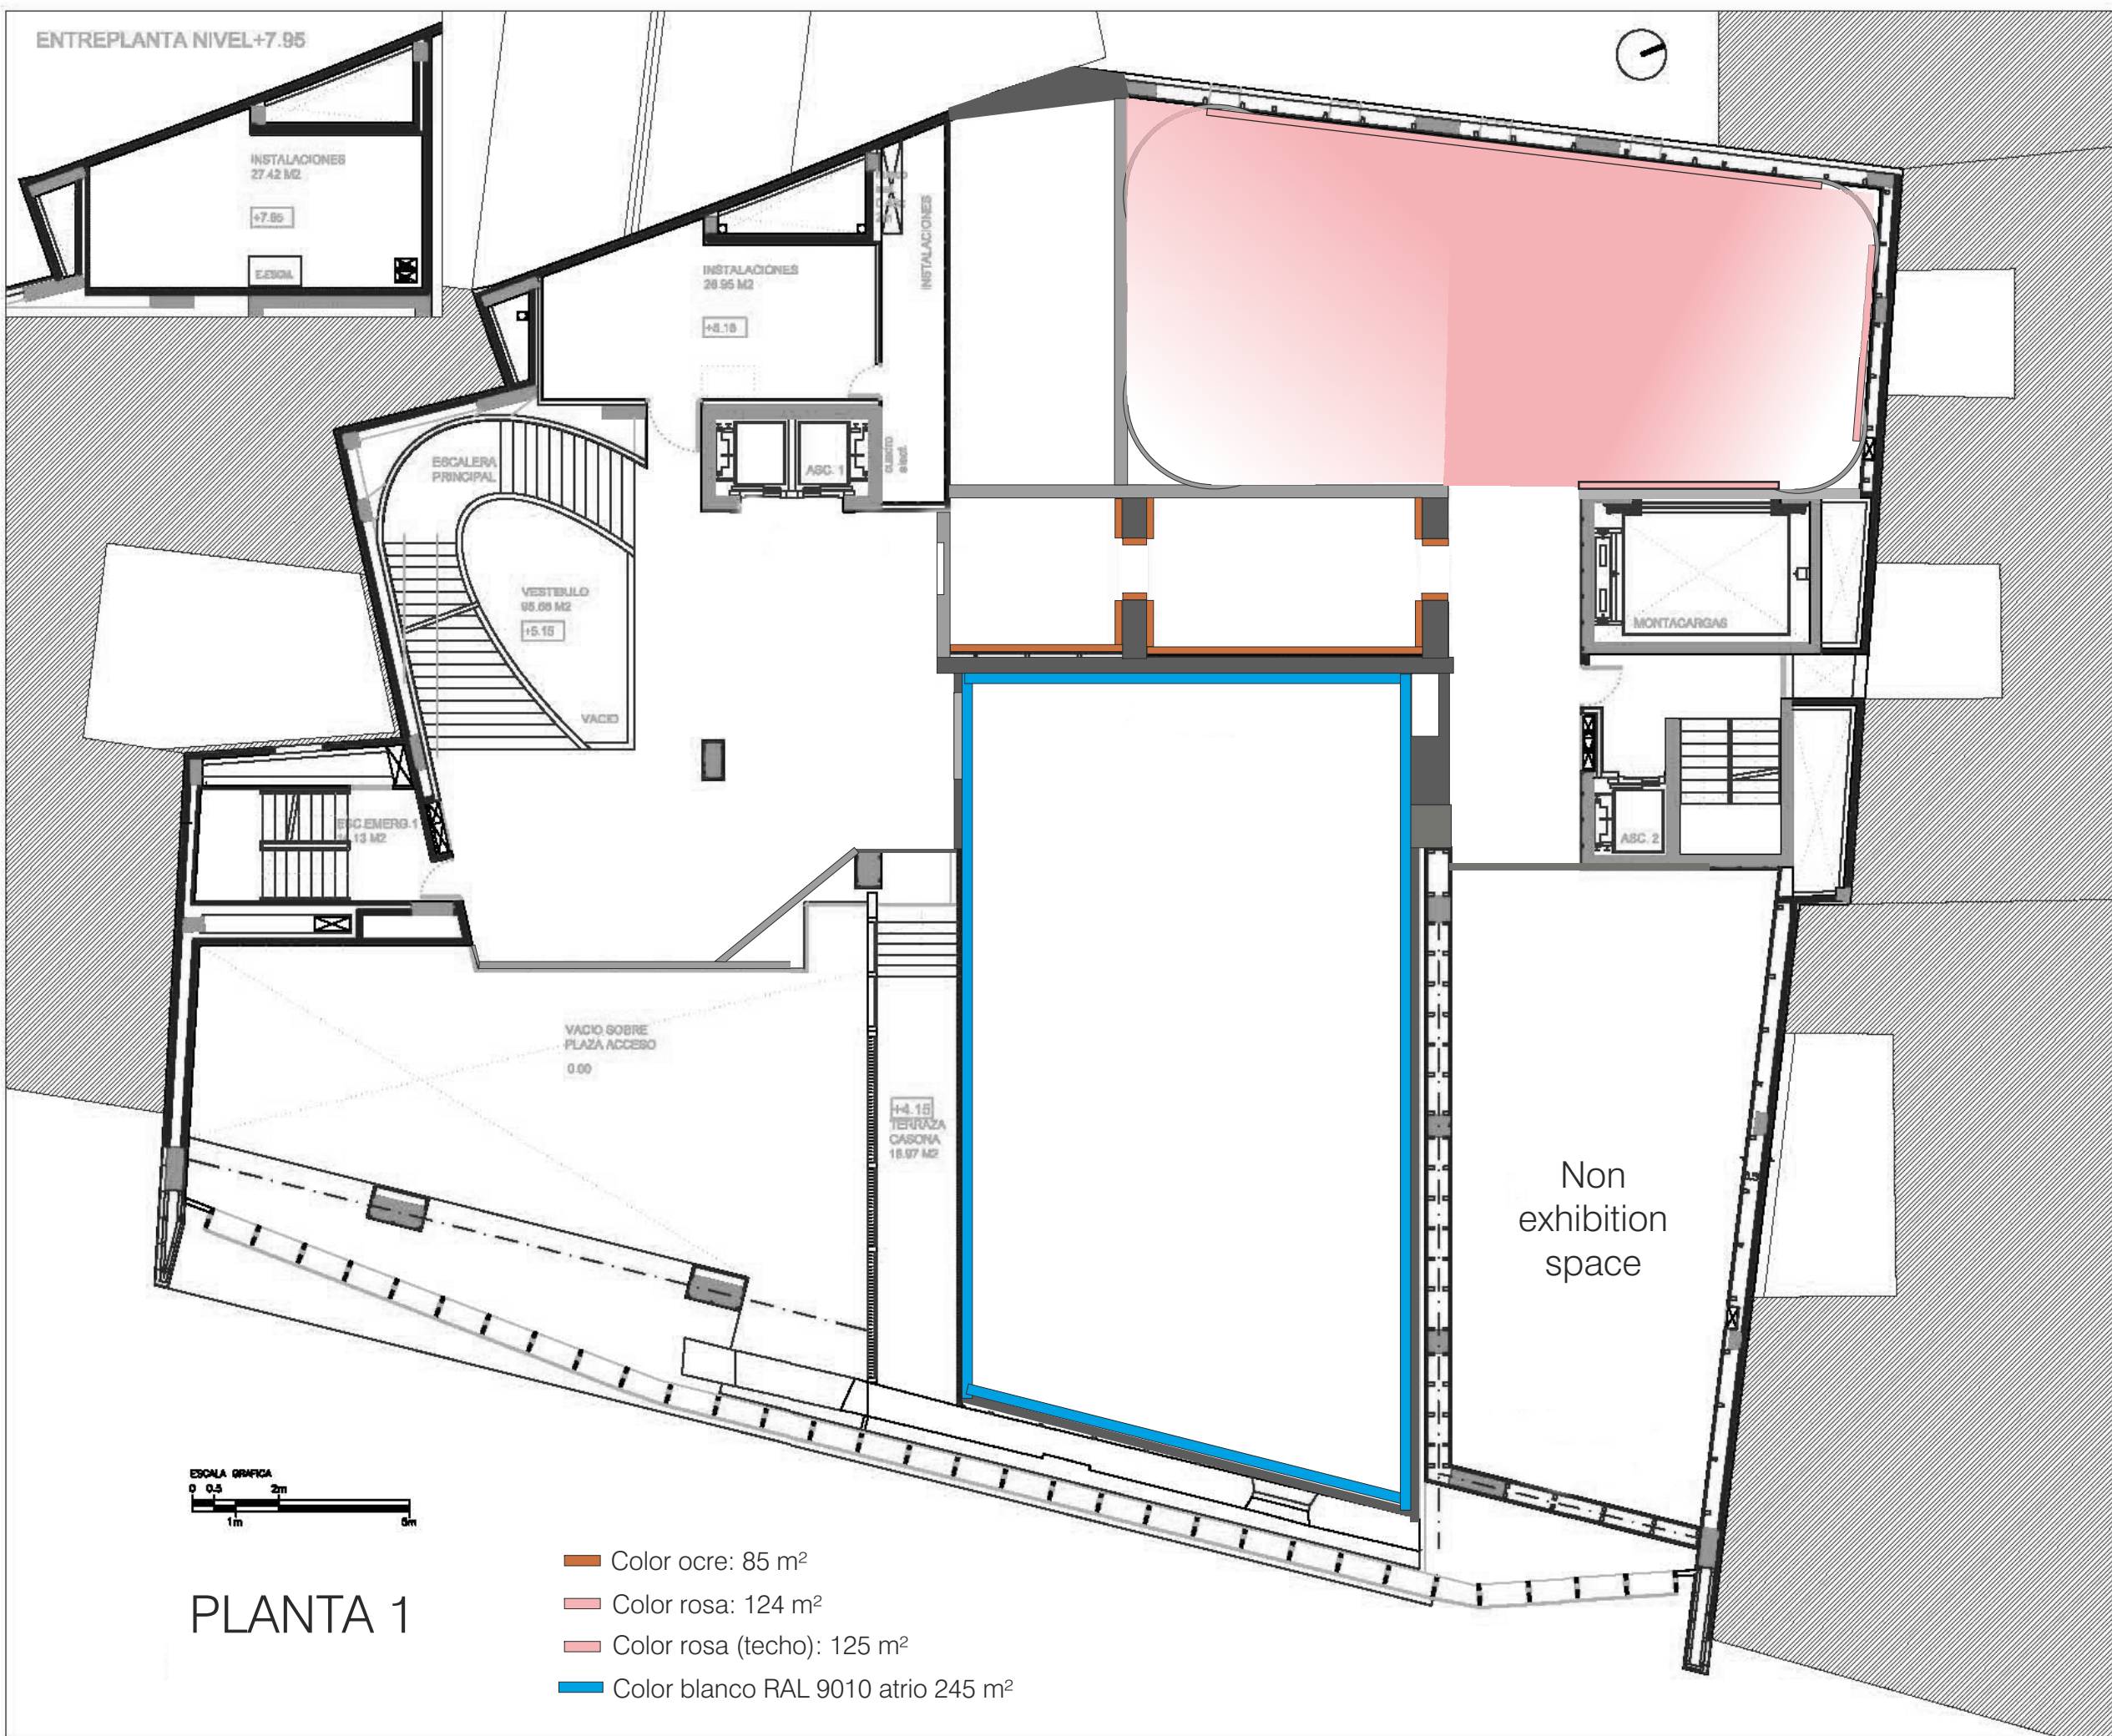 ENTREPLANTA NIVEL+7.95
INSTALACIONES
27.42 M2
+7.95
INSTALACIONES
26.95 M2
+5.15
INSTALACIONES
ESCALERA
PRINCIPAL
ASC. 1
VESTIBULO
95.66 M2
+5.15
VACIO
MONTACARGAS
ESC.EMERG.1
ASC. 2
VACIO SOBRE
PLAZA ACCESO
0.00
+4.15
TERRAZA
CASONA
18.97 M2
Non
exhibition
space
ESCALA GRAFICA
0 0.5 2m
1m 5m
PLANTA 1
Color ocre: 85 m²
Color rosa: 124 m²
Color rosa (techo): 125 m²
Color blanco RAL 9010 atrio 245 m²